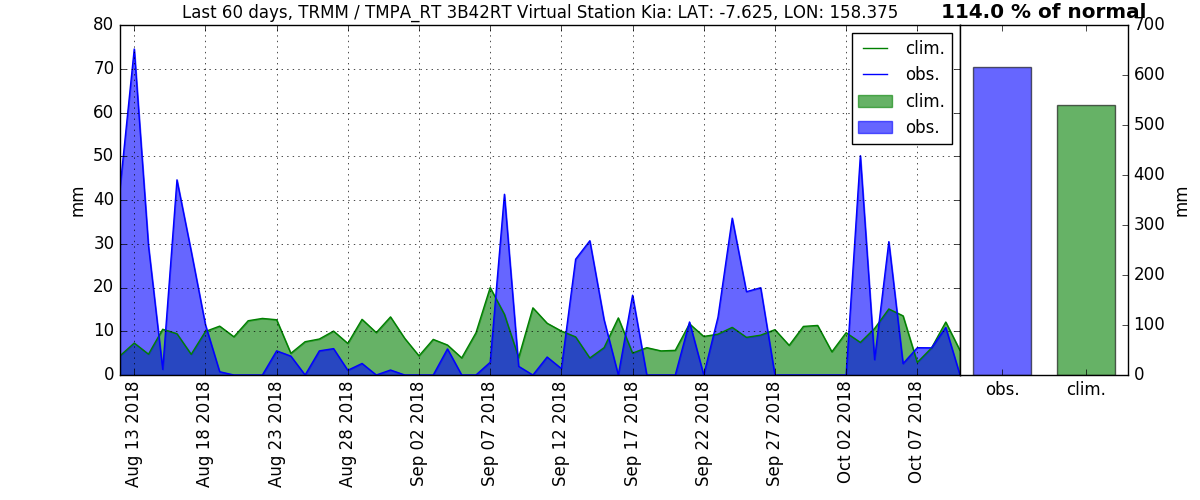 Last 60 days, TRMM / TMPA_RT 3B42RT Virtual Station Kia: LAT: -7.625, LON: 158.375
114.0 % of normal
80
70
60
50
40
30
20
10
0
mm
clim.
obs.
clim.
obs.
700
600
500
400
300
200
100
0
mm
obs.
clim.
Aug 13 2018
Aug 18 2018
Aug 23 2018
Aug 28 2018
Sep 02 2018
Sep 07 2018
Sep 12 2018
Sep 17 2018
Sep 22 2018
Sep 27 2018
Oct 02 2018
Oct 07 2018